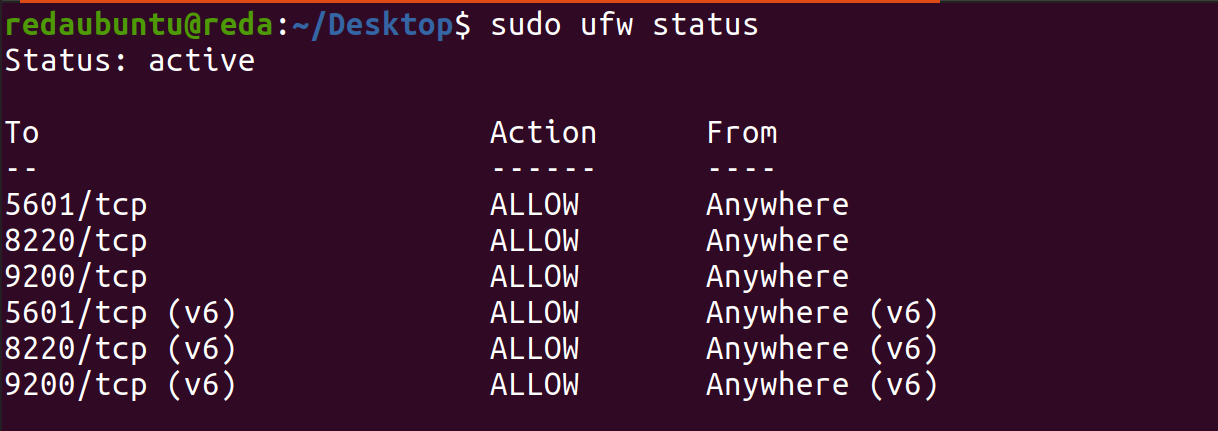 redaubuntu@reda:~/Desktop$ sudo ufw status
Status: active
To Action From
-- ------ ----
5601/tcp ALLOW Anywhere
8220/tcp ALLOW Anywhere
9200/tcp ALLOW Anywhere
5601/tcp (v6) ALLOW Anywhere (v6)
8220/tcp (v6) ALLOW Anywhere (v6)
9200/tcp (v6) ALLOW Anywhere (v6)